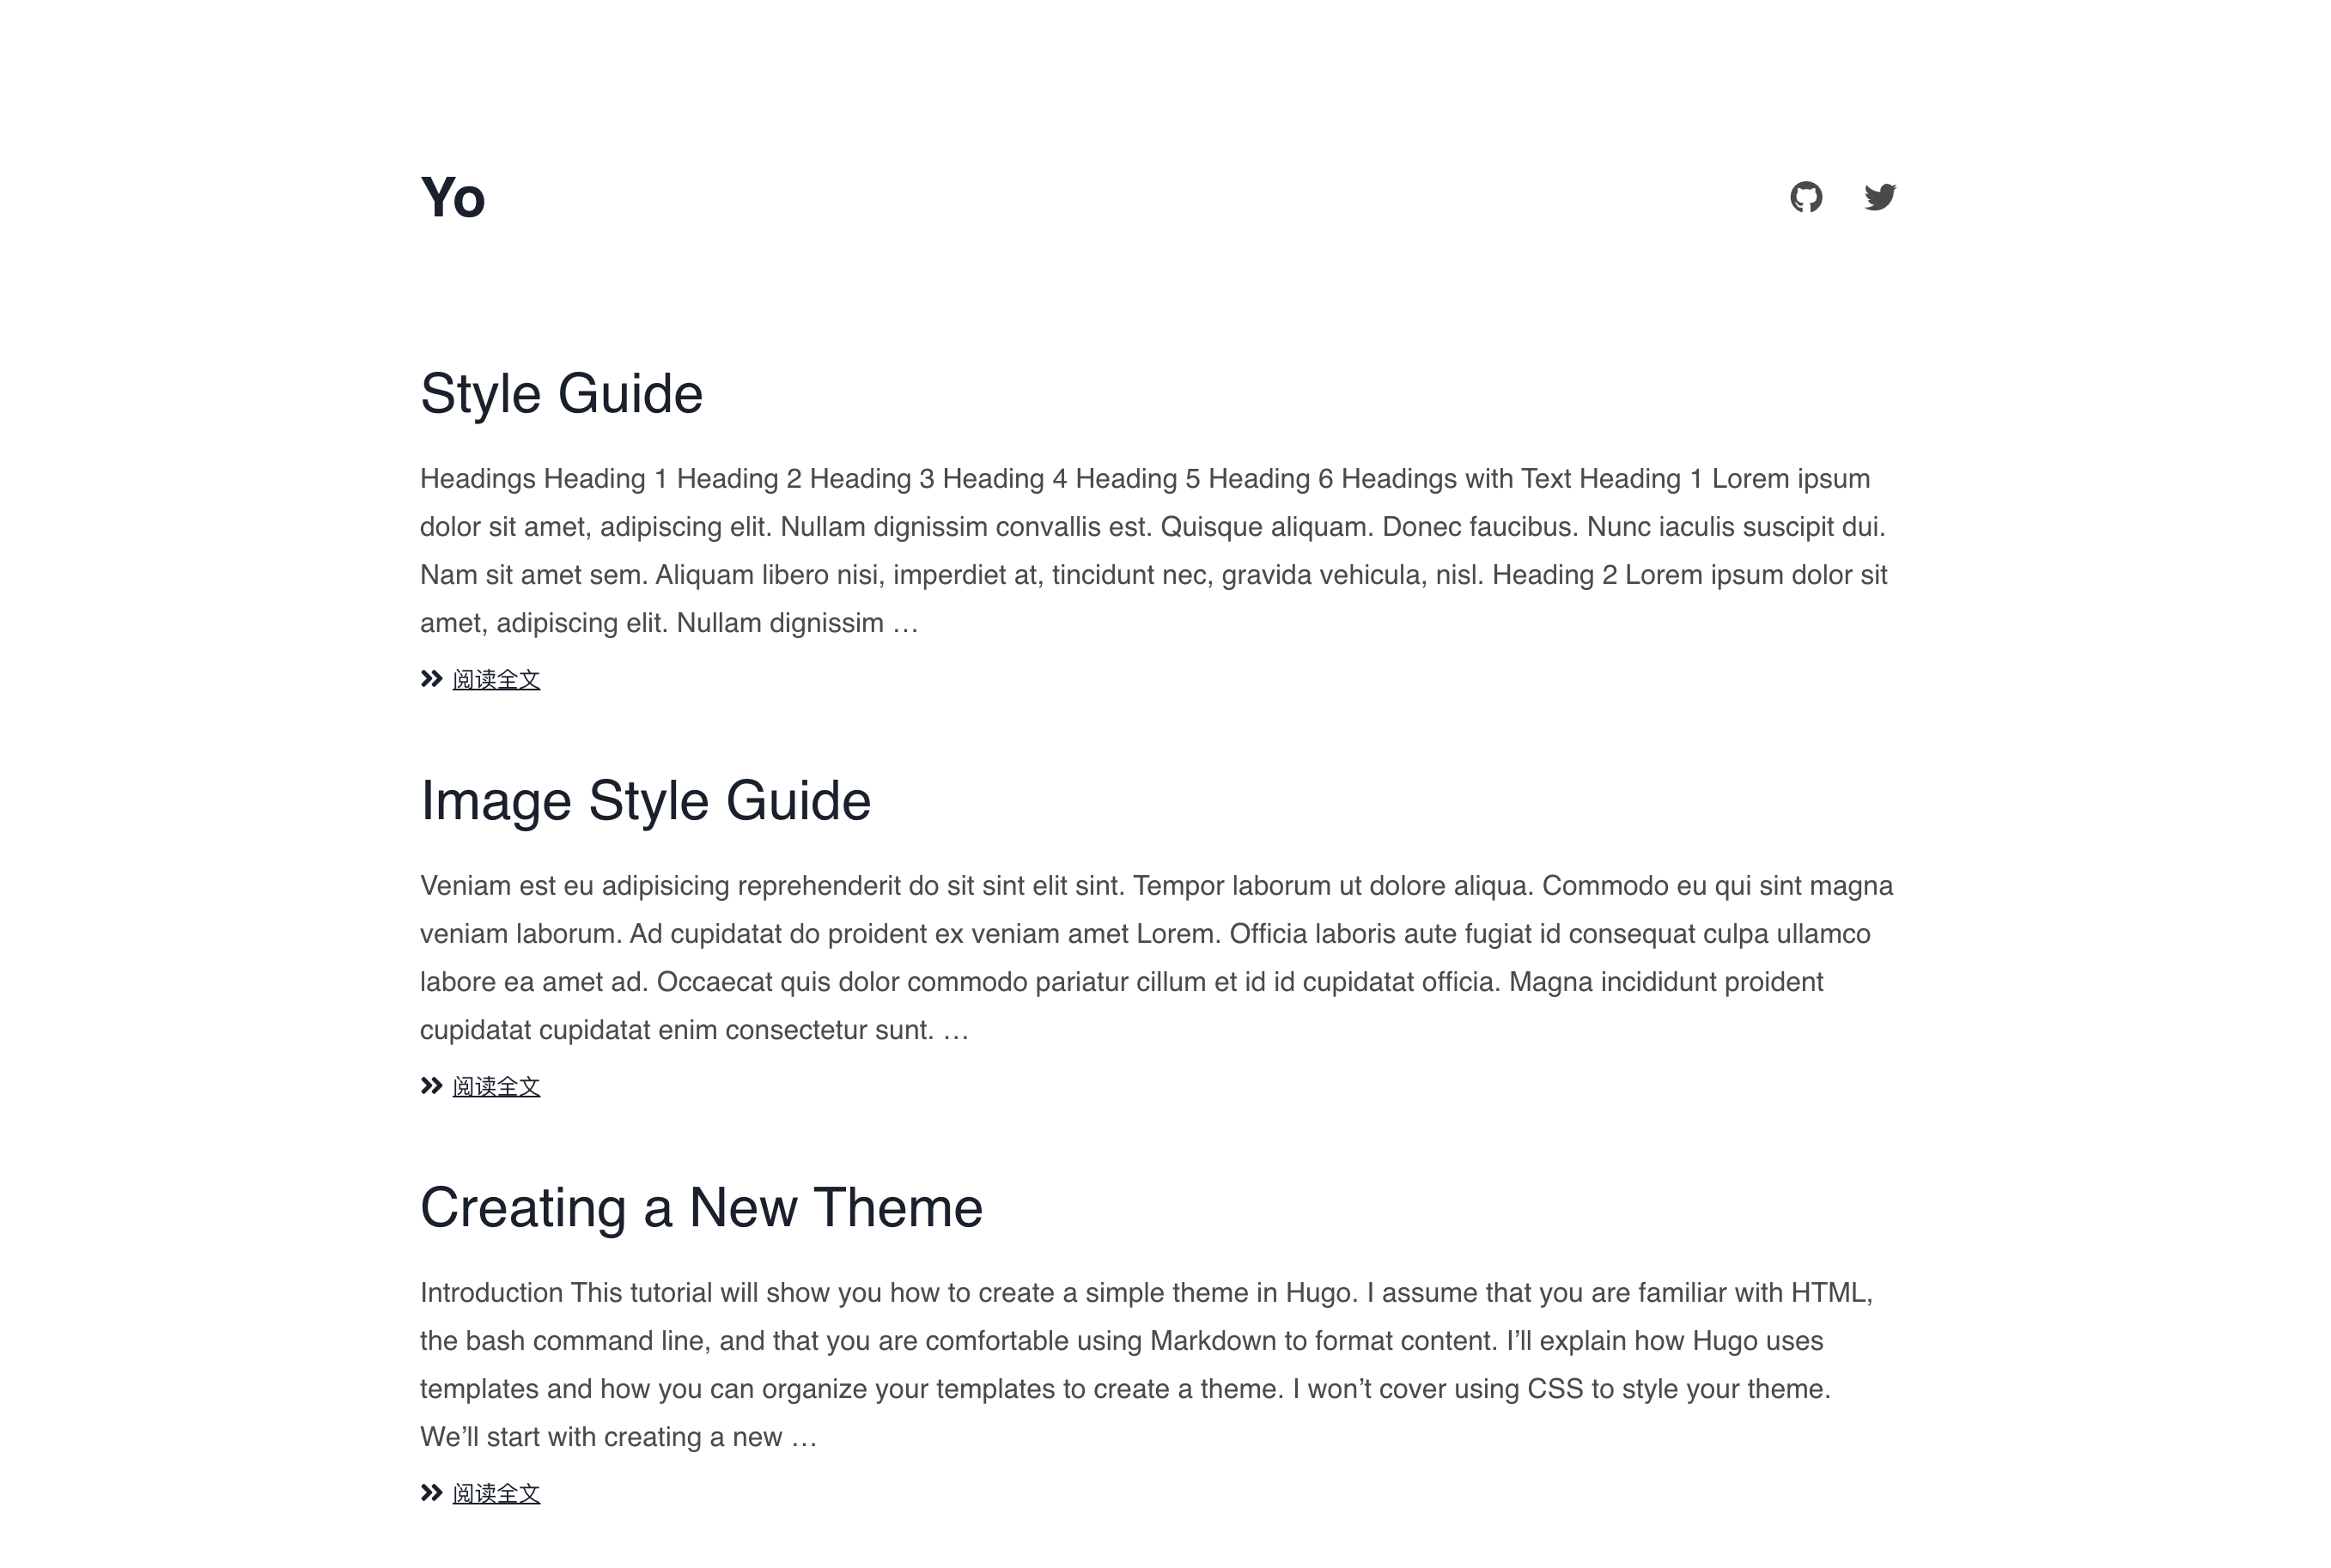 Yo
Style Guide
Headings Heading 1 Heading 2 Heading 3 Heading 4 Heading 5 Heading 6 Headings with Text Heading 1 Lorem ipsum
dolor sit amet, adipiscing elit. Nullam dignissim convallis est. Quisque aliquam. Donec faucibus. Nunc iaculis suscipit dui.
Nam sit amet sem. Aliquam libero nisi, imperdiet at, tincidunt nec, gravida vehicula, nisl. Heading 2 Lorem ipsum dolor sit
amet, adipiscing elit. Nullam dignissim …
阅读全文
Image Style Guide
Veniam est eu adipisicing reprehenderit do sit sint elit sint. Tempor laborum ut dolore aliqua. Commodo eu qui sint magna
veniam laborum. Ad cupidatat do proident ex veniam amet Lorem. Officia laboris aute fugiat id consequat culpa ullamco
labore ea amet ad. Occaecat quis dolor commodo pariatur cillum et id id cupidatat officia. Magna incididunt proident
cupidatat cupidatat enim consectetur sunt. …
阅读全文
Creating a New Theme
Introduction This tutorial will show you how to create a simple theme in Hugo. I assume that you are familiar with HTML,
the bash command line, and that you are comfortable using Markdown to format content. I’ll explain how Hugo uses
templates and how you can organize your templates to create a theme. I won’t cover using CSS to style your theme.
We’ll start with creating a new …
阅读全文